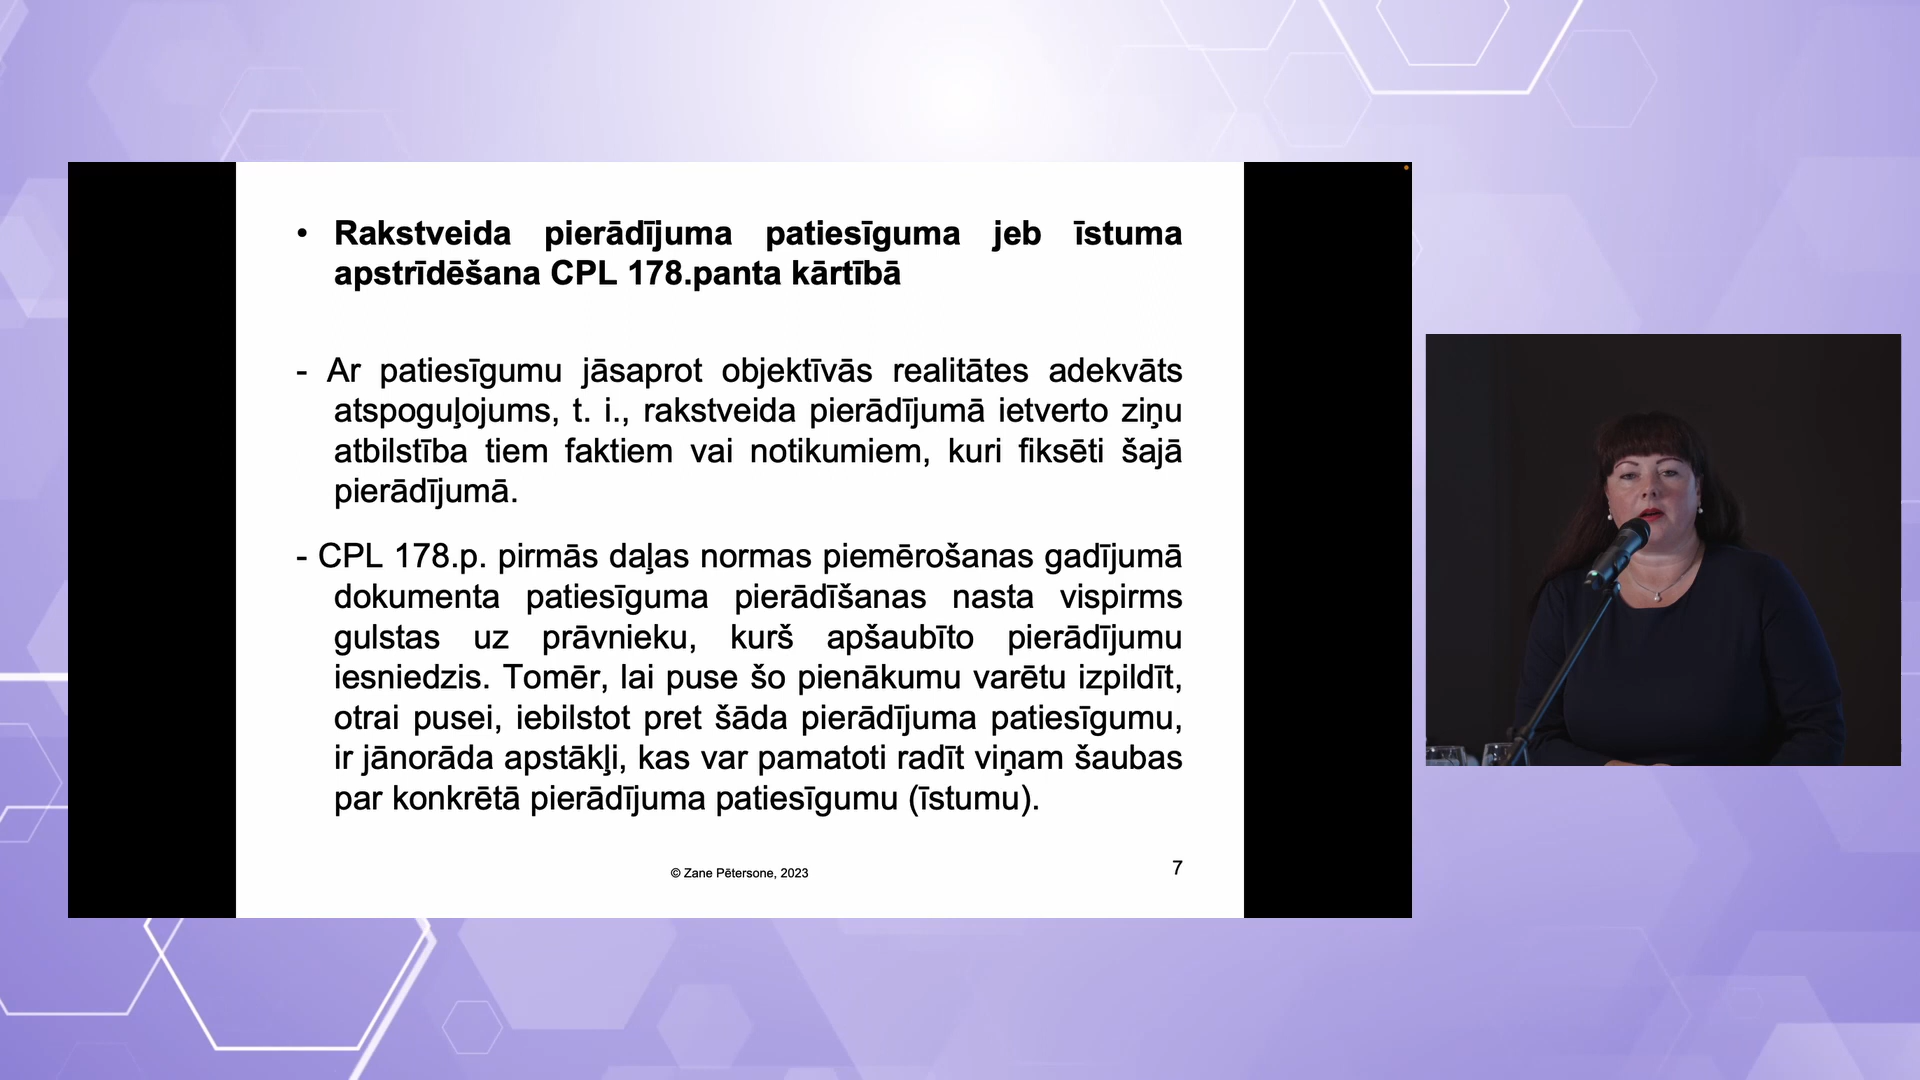 • Rakstveida pierādījuma patiesīguma jeb īstuma
apstrīdēšana CPL 178.panta kārtībā
- Ar patiesīgumu jāsaprot objektīvās realitātes adekvāts
atspoguļojums, t. i., rakstveida pierādījumā ietverto ziņu
atbilstība tiem faktiem vai notikumiem, kuri fiksēti šajā
pierādījumā.
- CPL 178.p. pirmās daļas normas piemērošanas gadījumā
dokumenta patiesīguma pierādīšanas nasta vispirms
gulstas uz prāvnieku, kurš apšaubīto pierādījumu
iesniedzis. Tomēr, lai puse šo pienākumu varētu izpildīt,
otrai pusei, iebilstot pret šāda pierādījuma patiesīgumu,
ir jānorāda apstākļi, kas var pamatoti radīt viņam šaubas
par konkrētā pierādījuma patiesīgumu (īstumu).
© Zane Pētersone, 2023
7